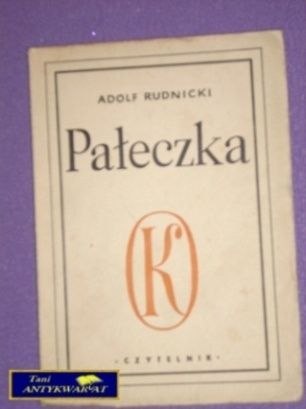 ADOLF RUDNICKI
Pałeczka
K
· CZYTELNIK ·
Tani
ANTYKWARIAT